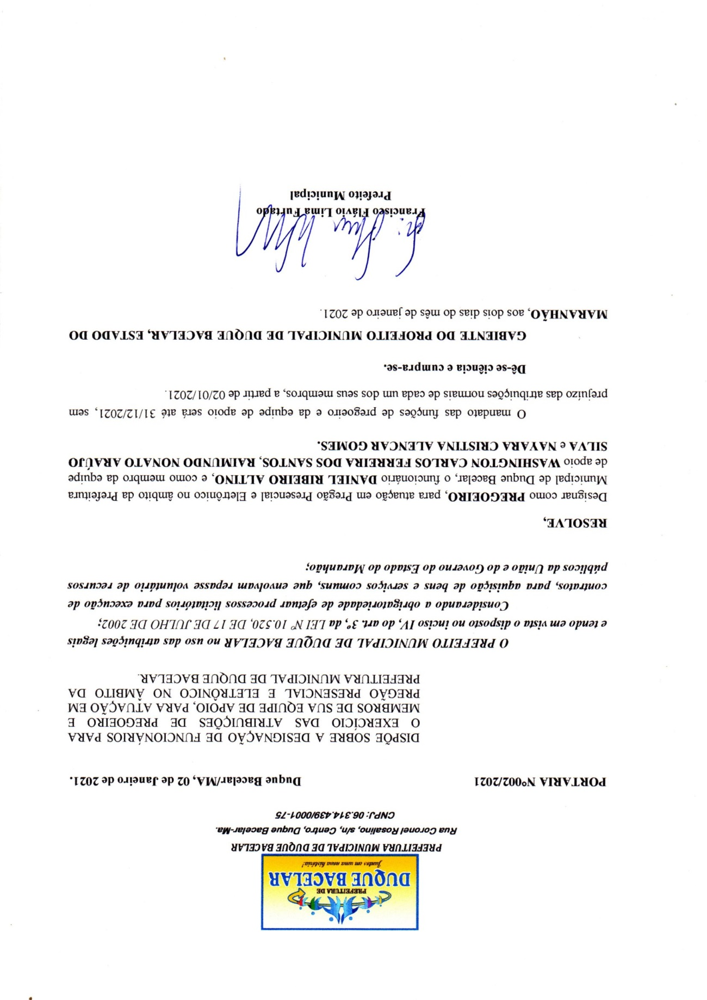 PREFEITURA DE
DUQUE BACELAR
Juntos em uma nova história!
PREFEITURA MUNICIPAL DE DUQUE BACELAR
Rua Coronel Rosalino, s/n, Centro, Duque Bacelar-Ma.
CNPJ: 06.314.439/0001-75
PORTARIA Nº002/2021 Duque Bacelar/MA, 02 de Janeiro de 2021.
DISPÕE SOBRE A DESIGNAÇÃO DE FUNCIONÁRIOS PARA
O EXERCÍCIO DAS ATRIBUIÇÕES DE PREGOEIRO E
MEMBROS DE SUA EQUIPE DE APOIO, PARA ATUAÇÃO EM
PREGÃO PRESENCIAL E ELETRÔNICO NO ÂMBITO DA
PREFEITURA MUNICIPAL DE DUQUE BACELAR.
O PREFEITO MUNICIPAL DE DUQUE BACELAR no uso das atribuições legais
e tendo em vista o disposto no inciso IV, do art. 3º, da LEI Nº 10.520, DE 17 DE JULHO DE 2002;
Considerando a obrigatoriedade de efetuar processos licitatórios para execução de
contratos, para aquisição de bens e serviços comuns, que envolvam repasse voluntário de recursos
públicos da União e do Governo do Estado do Maranhão;
RESOLVE,
Designar como PREGOEIRO, para atuação em Pregão Presencial e Eletrônico no âmbito da Prefeitura
Municipal de Duque Bacelar, o funcionário DANIEL RIBEIRO ALTINO, e como membro da equipe
de apoio WASHINGTON CARLOS FERREIRA DOS SANTOS, RAIMUNDO NONATO ARAÚJO
SILVA e NAYARA CRISTINA ALENCAR GOMES.
O mandato das funções de pregoeiro e da equipe de apoio será até 31/12/2021, sem
prejuízo das atribuições normais de cada um dos seus membros, a partir de 02/01/2021.
Dê-se ciência e cumpra-se.
GABIENTE DO PROFEITO MUNICIPAL DE DUQUE BACELAR, ESTADO DO
MARANHÃO, aos dois dias do mês de janeiro de 2021.
Francisco Flávio Lima Furtado
Prefeito Municipal